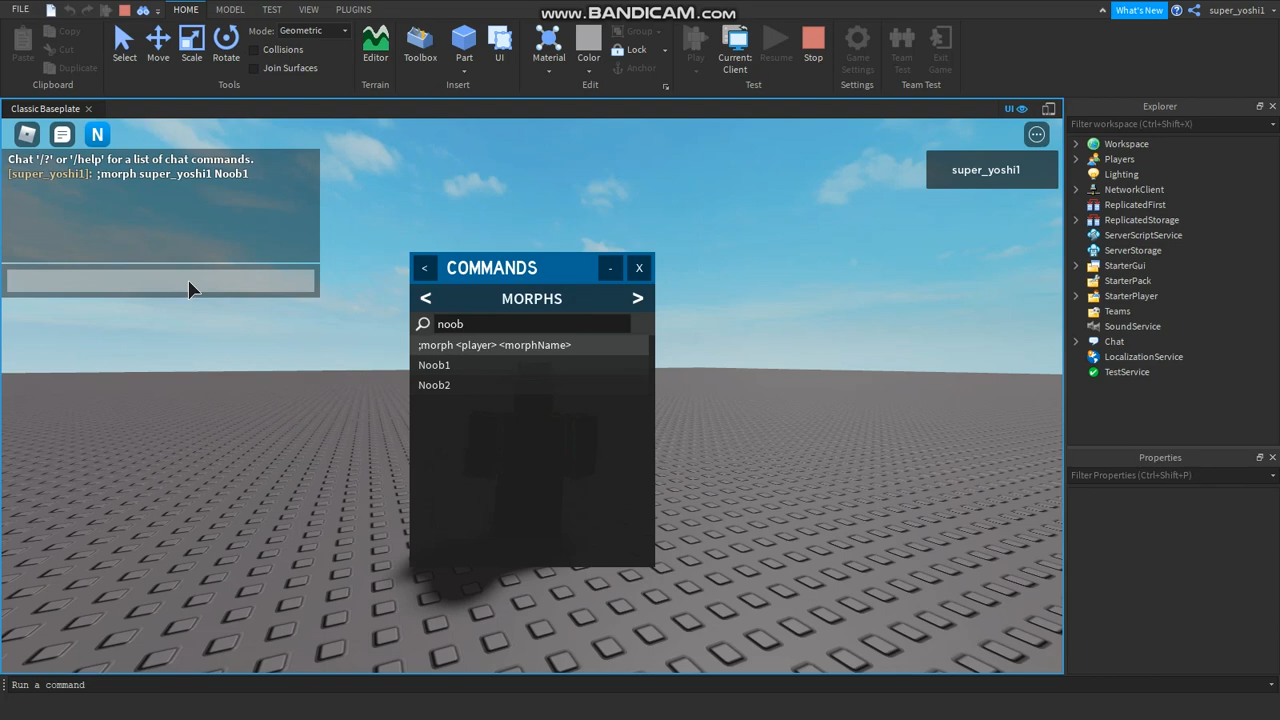 www.BANDICAM.com
FILE
HOME
MODEL
TEST
VIEW
PLUGINS
What's New
super_yoshi1
Paste
Copy
Cut
Duplicate
Clipboard
Select
Move
Scale
Rotate
Mode: Geometric
Collisions
Join Surfaces
Tools
Editor
Terrain
Toolbox
Part
UI
Insert
Material
Color
Group
Lock
Anchor
Edit
Play
Current:
Client
Resume
Stop
Test
Game
Settings
Settings
Team
Test
Exit
Game
Team Test
Classic Baseplate
UI
N
Chat '/?' or '/help' for a list of chat commands.
[super_yoshi1]: ;morph super_yoshi1 Noob1
super_yoshi1
< COMMANDS - X
< MORPHS >
noob
;morph <player> <morphName>
Noob1
Noob2
Explorer
Filter workspace (Ctrl+Shift+X)
Workspace
Players
Lighting
NetworkClient
ReplicatedFirst
ReplicatedStorage
ServerScriptService
ServerStorage
StarterGui
StarterPack
StarterPlayer
Teams
SoundService
Chat
LocalizationService
TestService
Properties
Filter Properties (Ctrl+Shift+P)
Run a command